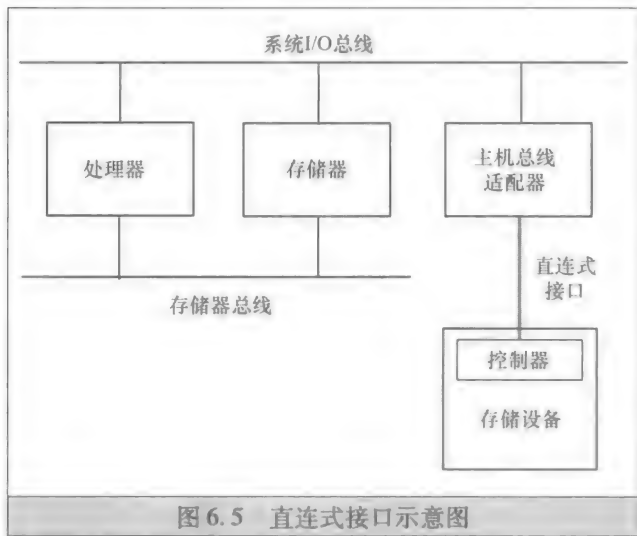 系统I/O总线
处理器
存储器
主机总线
适配器
存储器总线
直连式
接口
控制器
存储设备
图6.5 直连式接口示意图